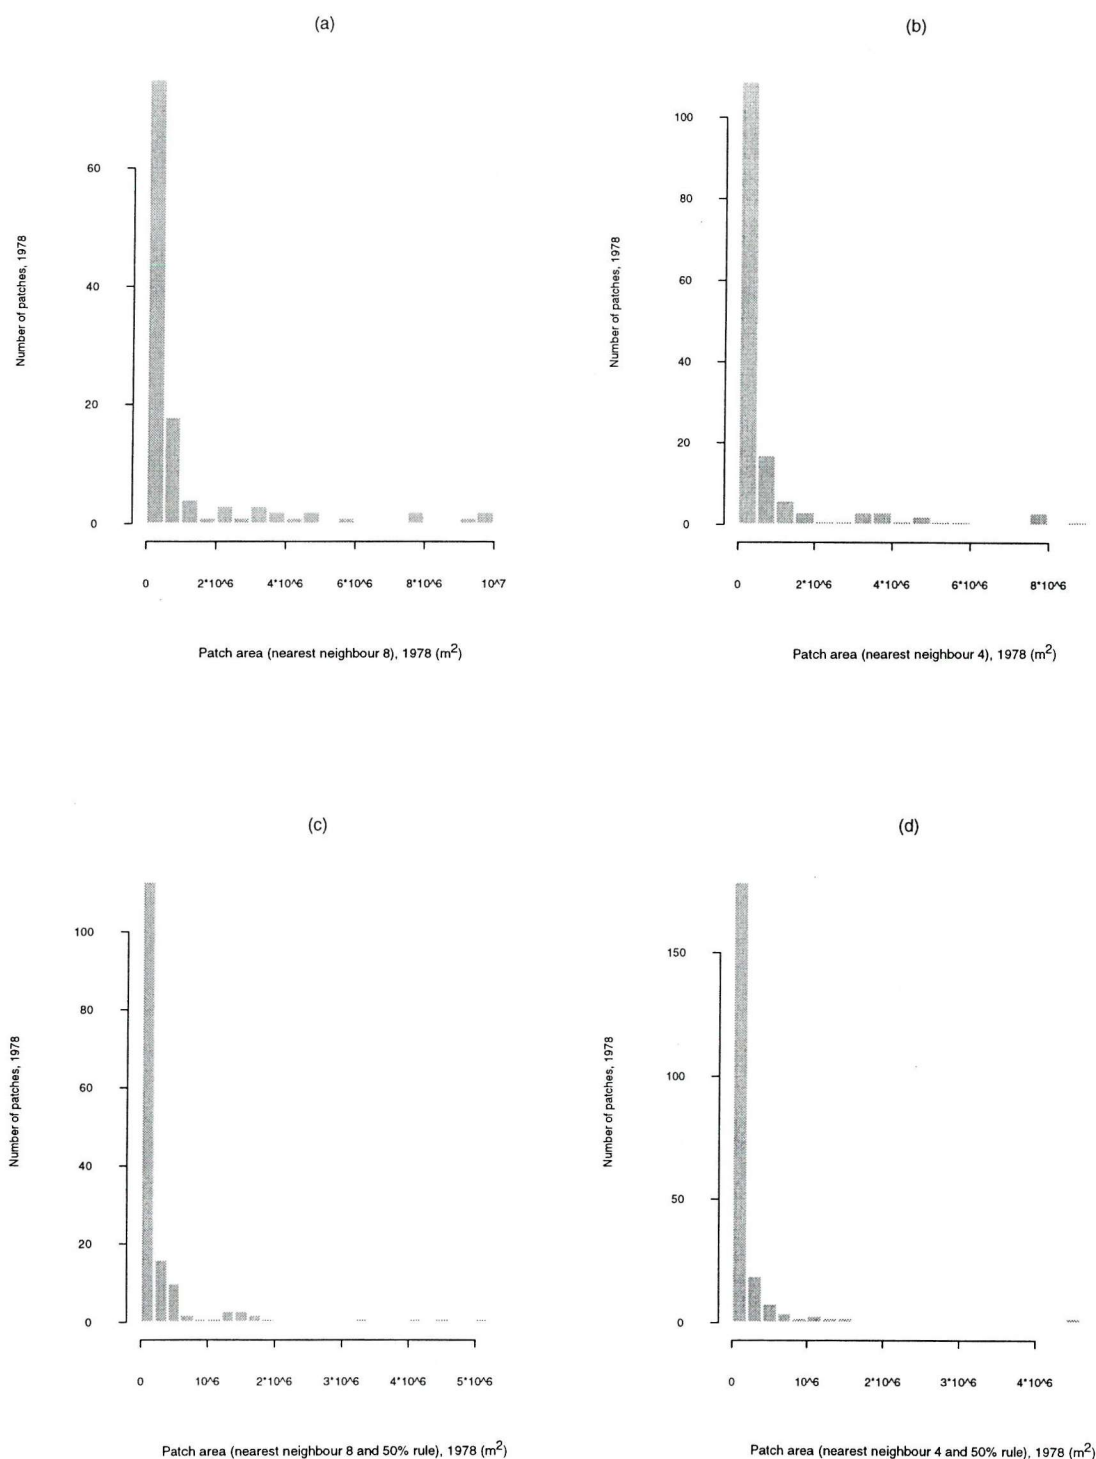 (a)
60
40
20
0
Number of patches, 1978
0 2*10^6 4*10^6 6*10^6 8*10^6 10^7
Patch area (nearest neighbour 8), 1978 (m2)
(b)
100
80
60
40
20
0
Number of patches, 1978
0 2*10^6 4*10^6 6*10^6 8*10^6
Patch area (nearest neighbour 4), 1978 (m2)
(c)
100
80
60
40
20
0
Number of patches, 1978
0 10^6 2*10^6 3*10^6 4*10^6 5*10^6
Patch area (nearest neighbour 8 and 50% rule), 1978 (m2)
(d)
150
100
50
0
Number of patches, 1978
0 10^6 2*10^6 3*10^6 4*10^6
Patch area (nearest neighbour 4 and 50% rule), 1978 (m2)